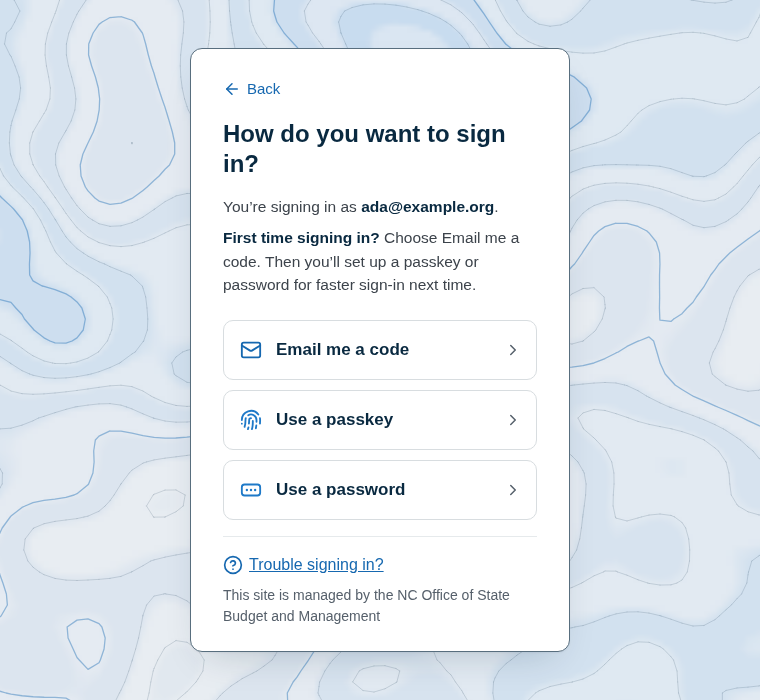 Back
How do you want to sign
in?
You’re signing in as ada@example.org.
First time signing in? Choose Email me a
code. Then you’ll set up a passkey or
password for faster sign-in next time.
Email me a code
Use a passkey
Use a password
Trouble signing in?
This site is managed by the NC Office of State
Budget and Management